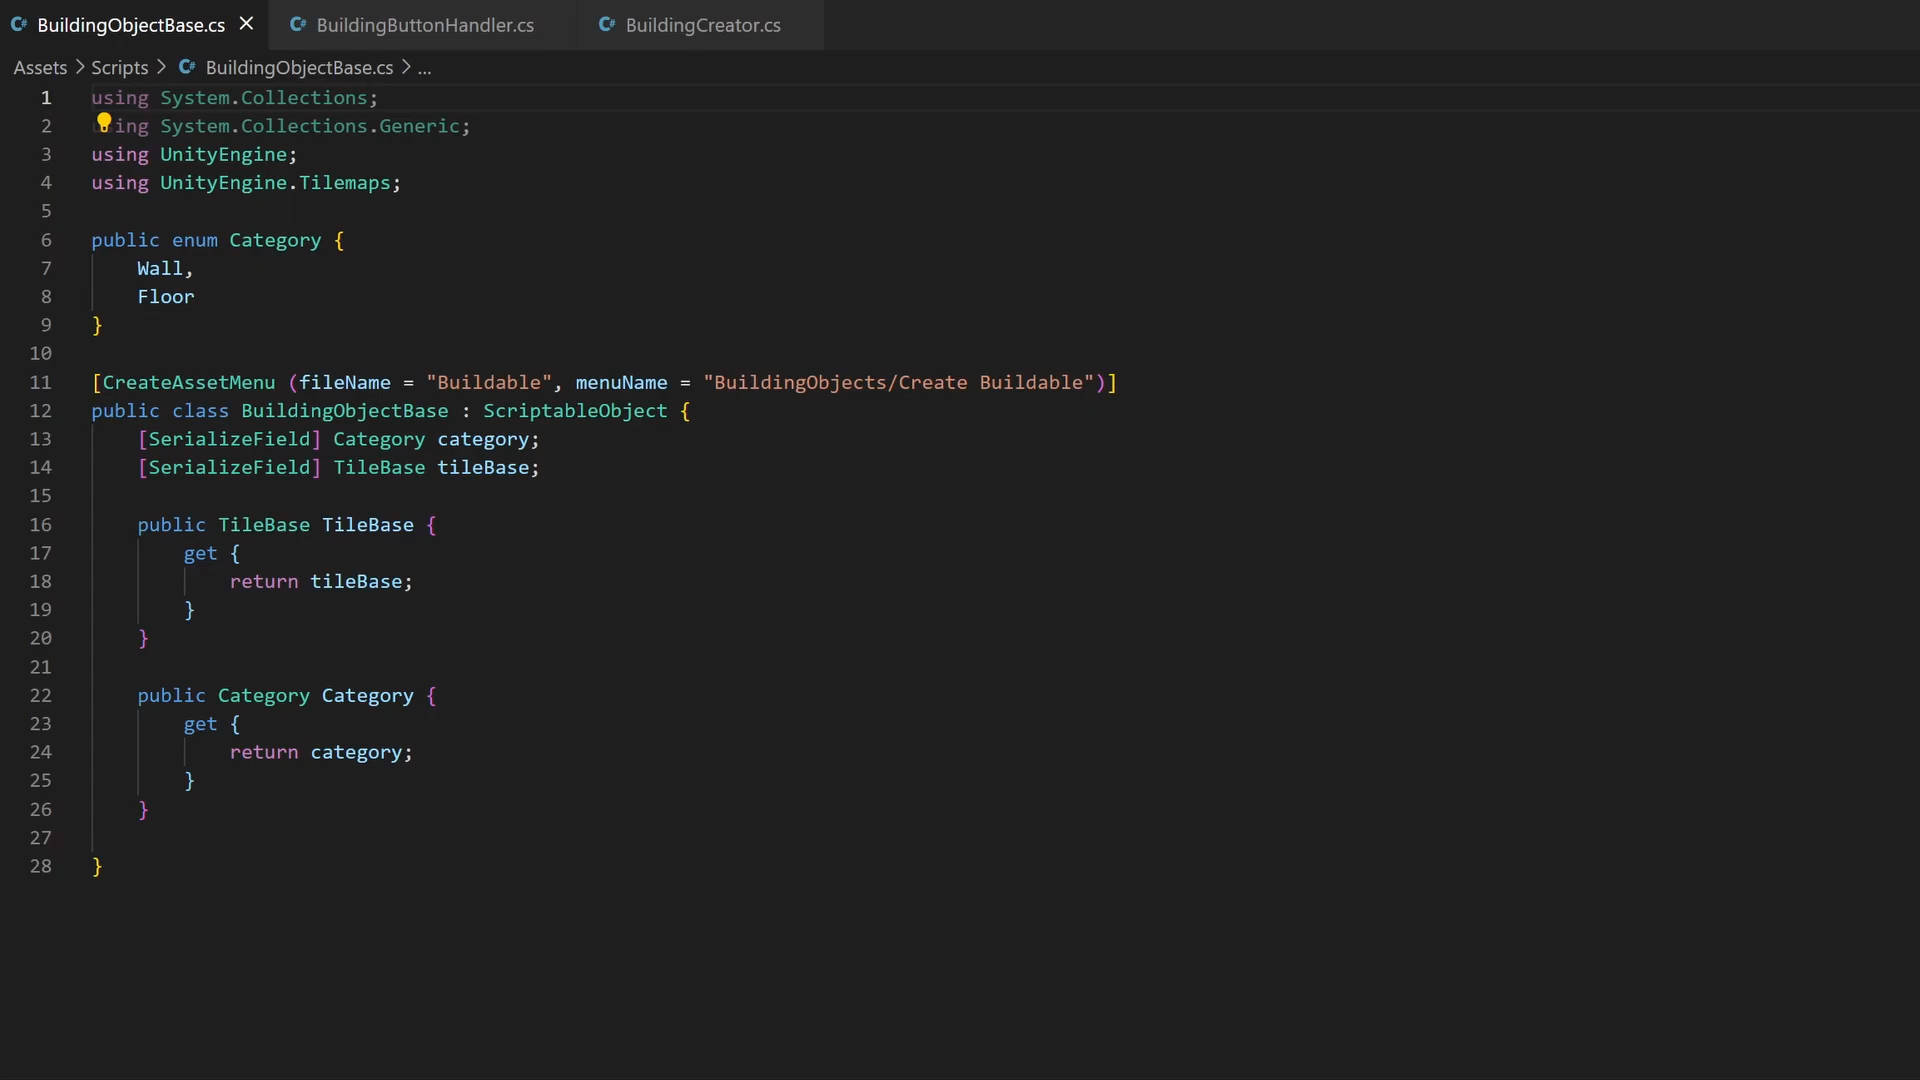 BuildingObjectBase.cs BuildingButtonHandler.cs BuildingCreator.cs
Assets > Scripts > BuildingObjectBase.cs > ...
1 using System.Collections;
2 ing System.Collections.Generic;
3 using UnityEngine;
4 using UnityEngine.Tilemaps;
5
6 public enum Category {
7 Wall,
8 Floor
9 }
10
11 [CreateAssetMenu (fileName = "Buildable", menuName = "BuildingObjects/Create Buildable")]
12 public class BuildingObjectBase : ScriptableObject {
13 [SerializeField] Category category;
14 [SerializeField] TileBase tileBase;
15
16 public TileBase TileBase {
17 get {
18 return tileBase;
19 }
20 }
21
22 public Category Category {
23 get {
24 return category;
25 }
26 }
27
28 }